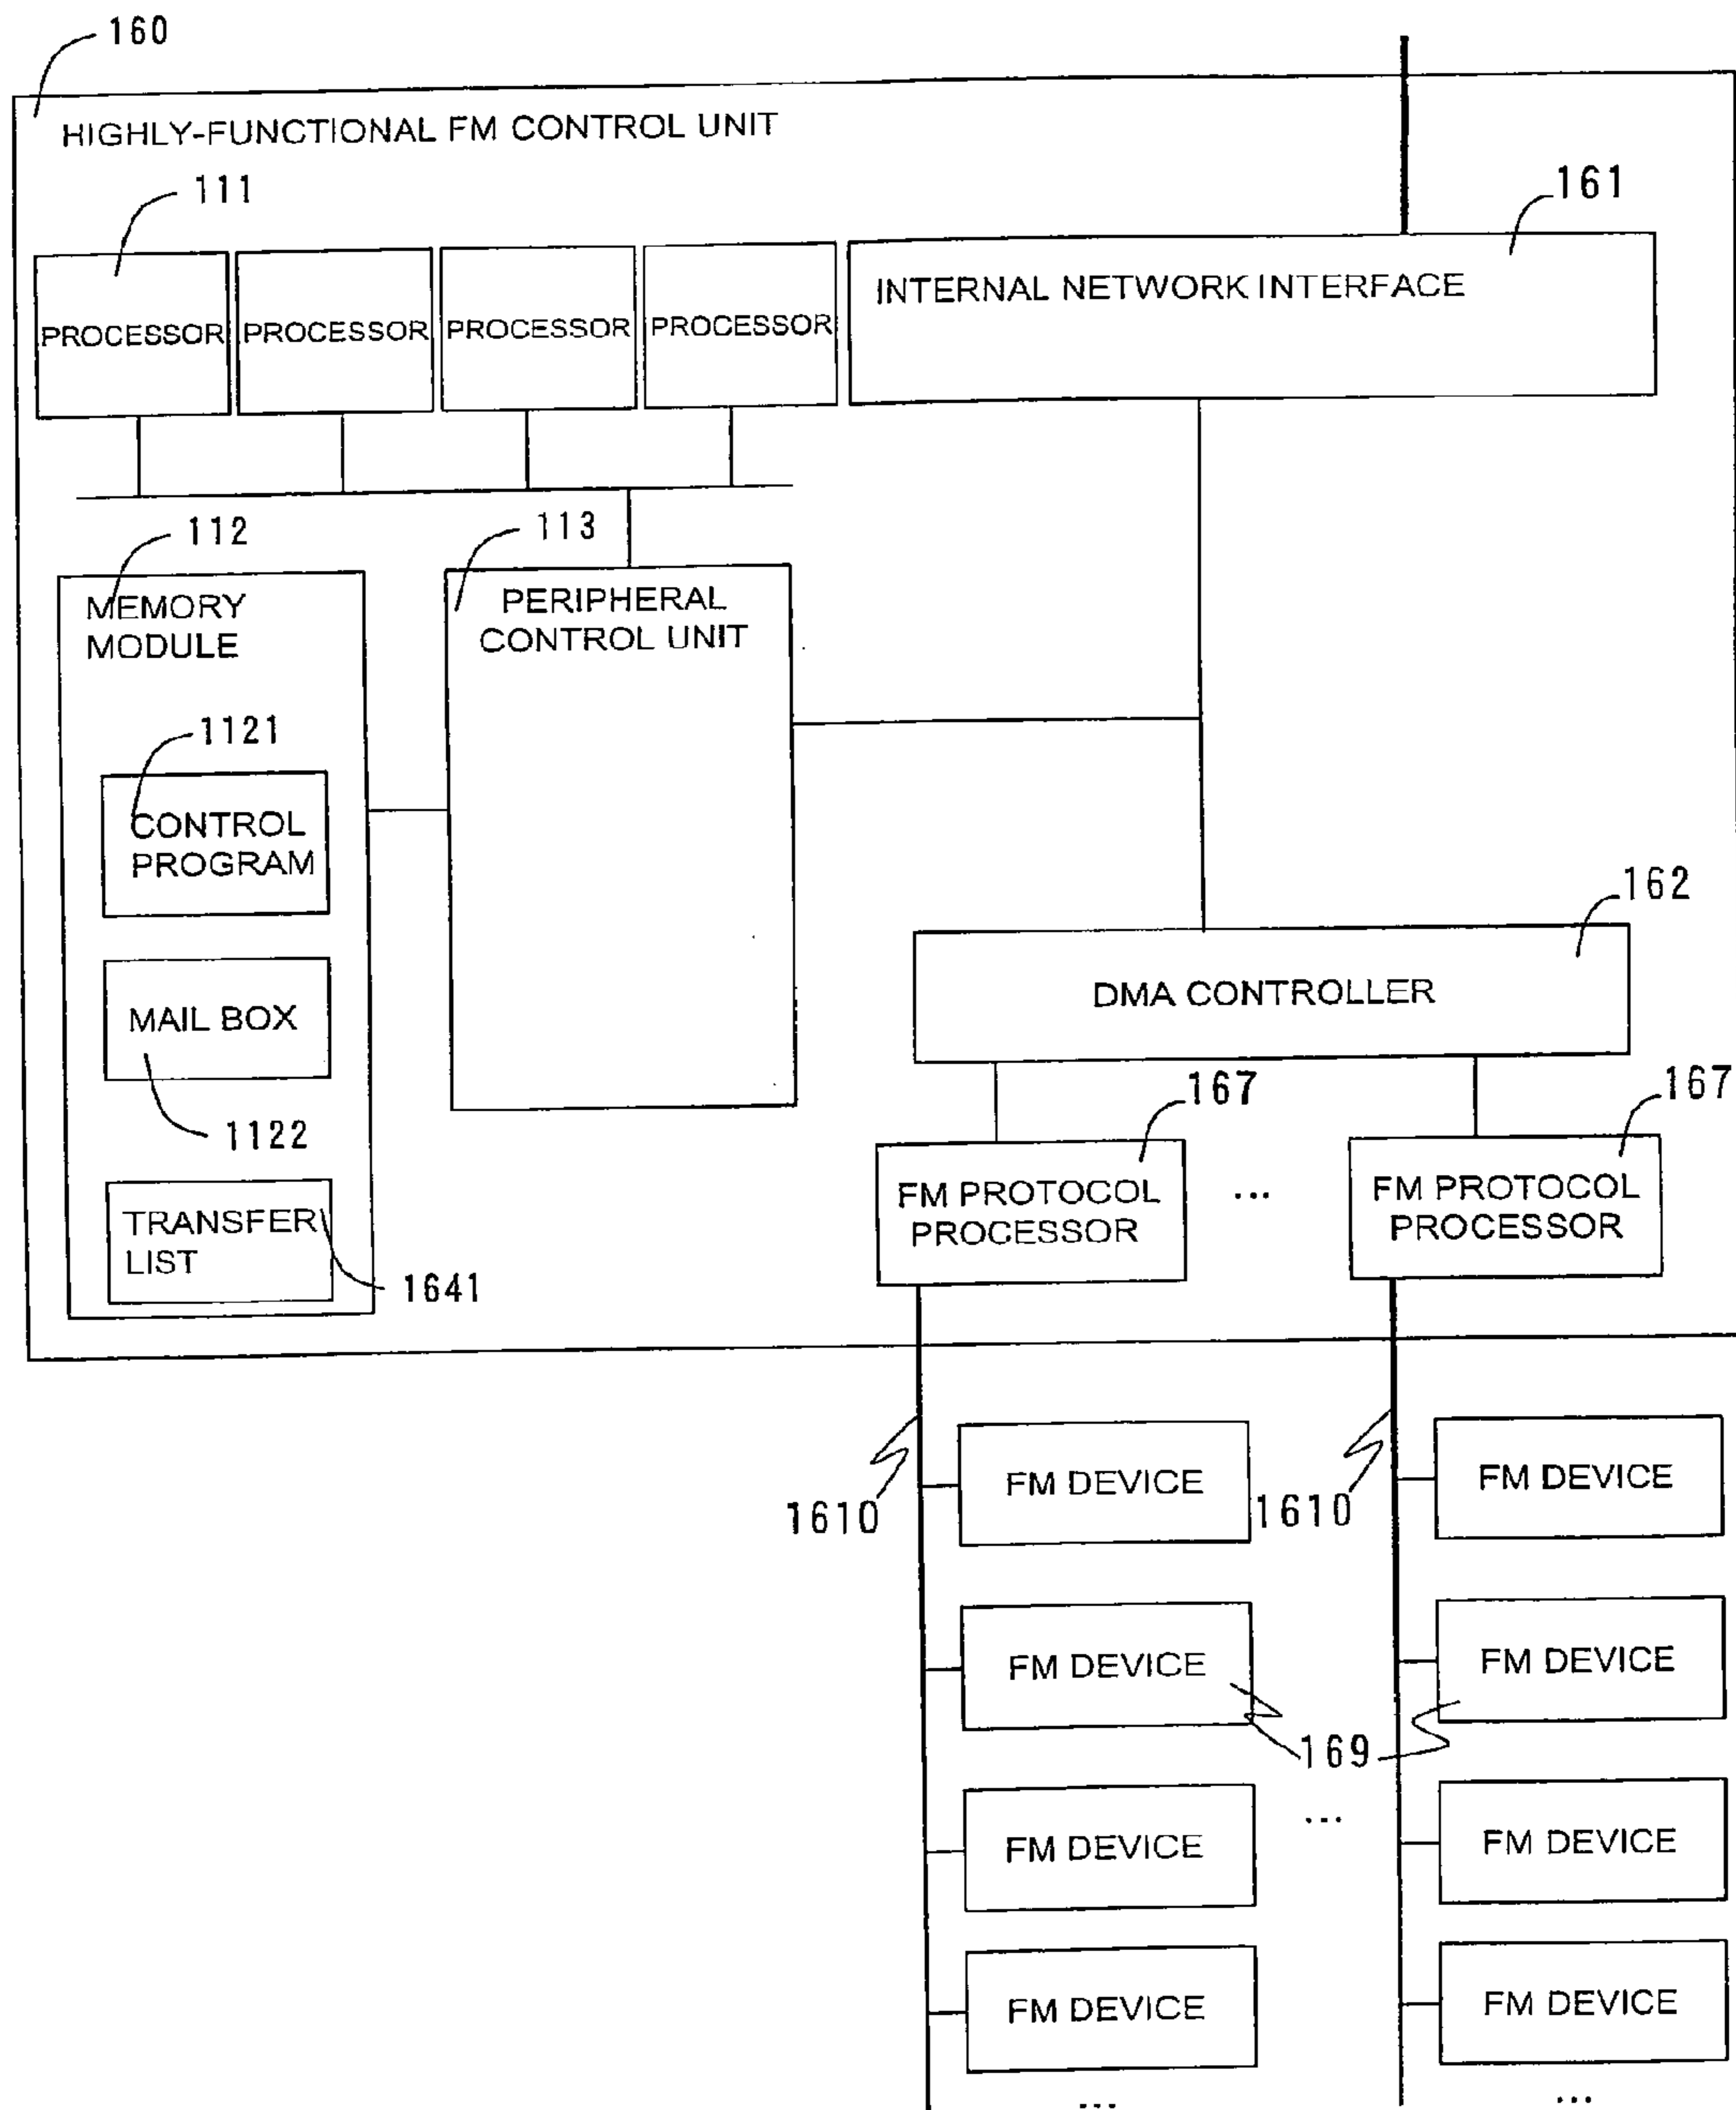 160
HIGHLY-FUNCTIONAL FM CONTROL UNIT
111
161
PROCESSOR
PROCESSOR
PROCESSOR
PROCESSOR
INTERNAL NETWORK INTERFACE
112
113
MEMORY
MODULE
PERIPHERAL
CONTROL UNIT
1121
CONTROL
PROGRAM
162
DMA CONTROLLER
MAIL BOX
1122
167
167
FM PROTOCOL
PROCESSOR
...
FM PROTOCOL
PROCESSOR
TRANSFER
LIST
1641
FM DEVICE
FM DEVICE
1610
1610
FM DEVICE
FM DEVICE
169
FM DEVICE
...
FM DEVICE
FM DEVICE
FM DEVICE
...
...